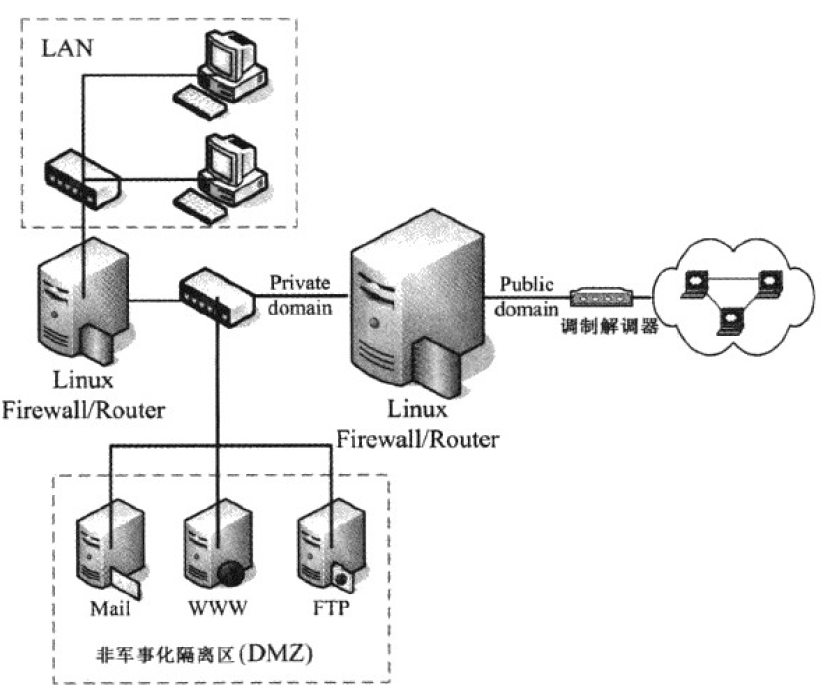 LAN
Private
domain
Public
domain
调制解调器
Linux
Firewall/Router
Linux
Firewall/Router
Mail
WWW
FTP
非军事化隔离区(DMZ)